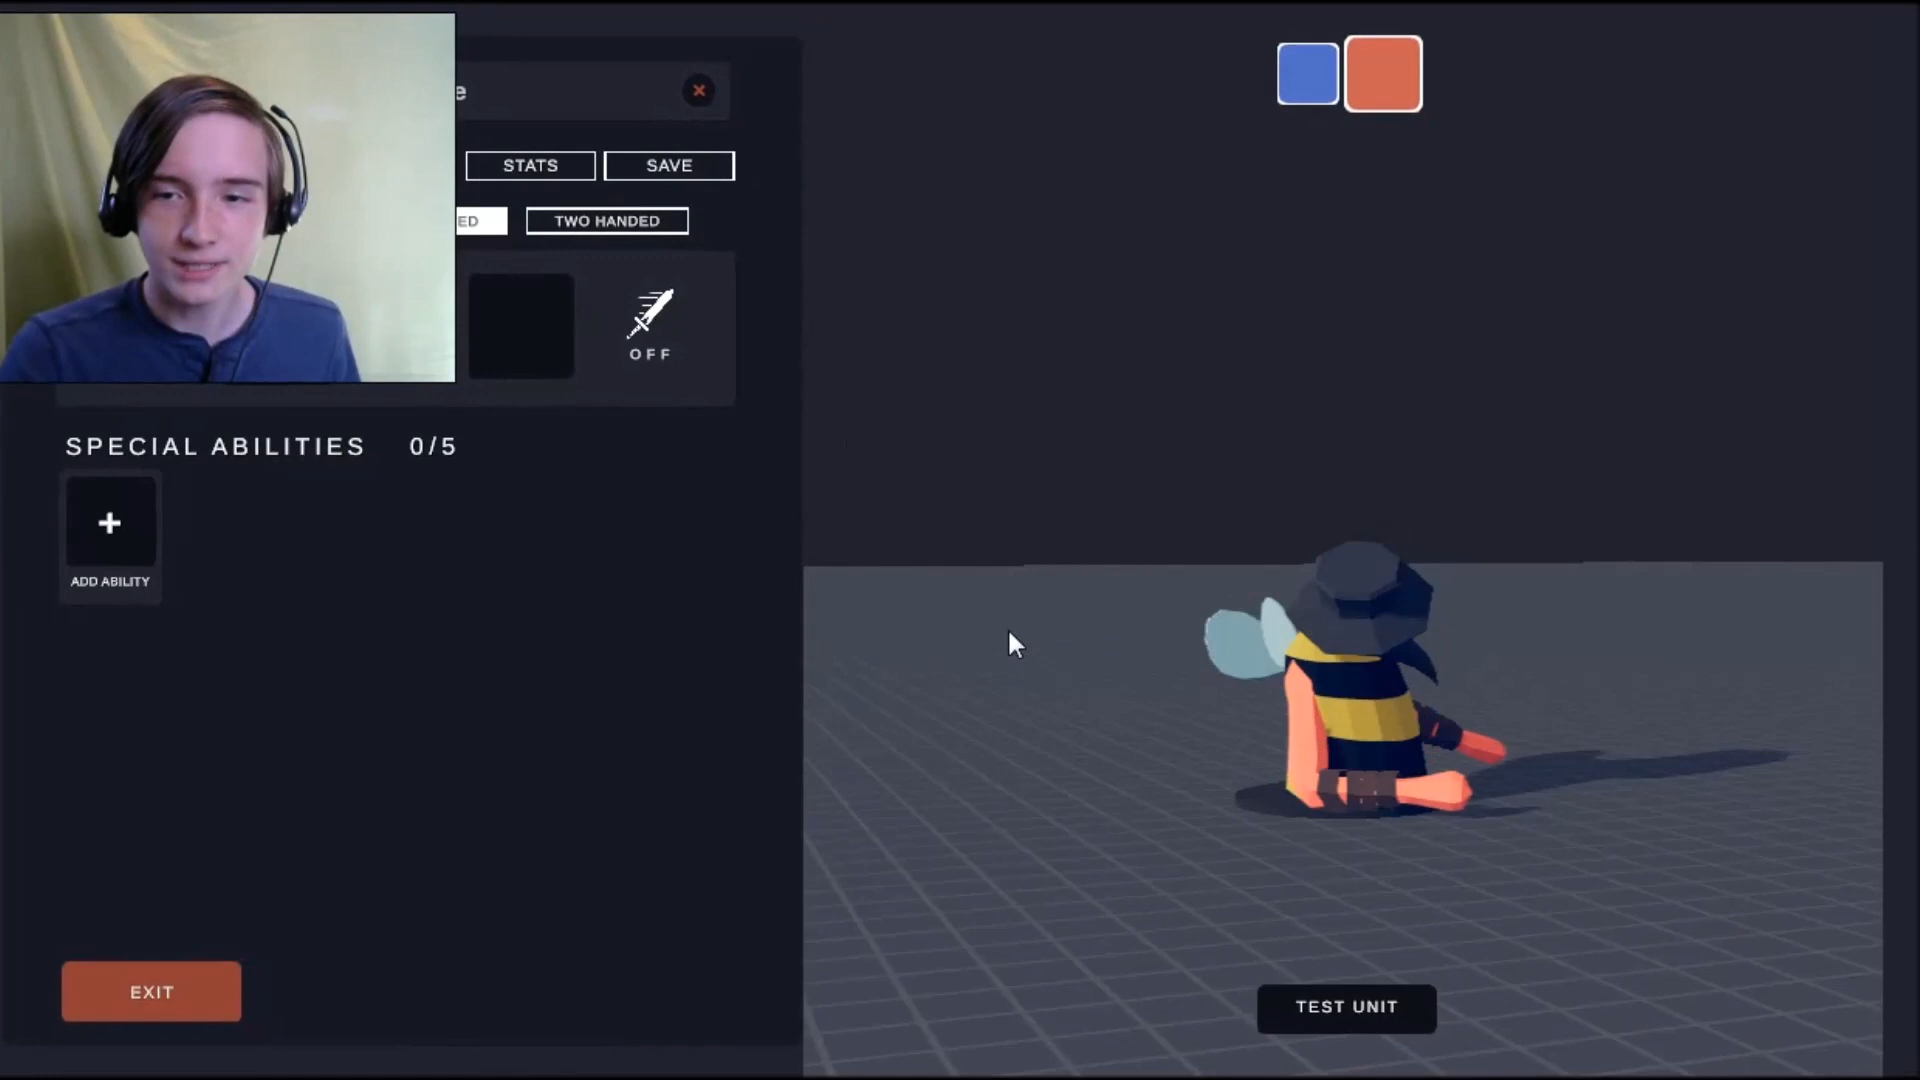 e
STATS SAVE
ED TWO HANDED
OFF
SPECIAL ABILITIES 0/5
+
ADD ABILITY
EXIT
TEST UNIT